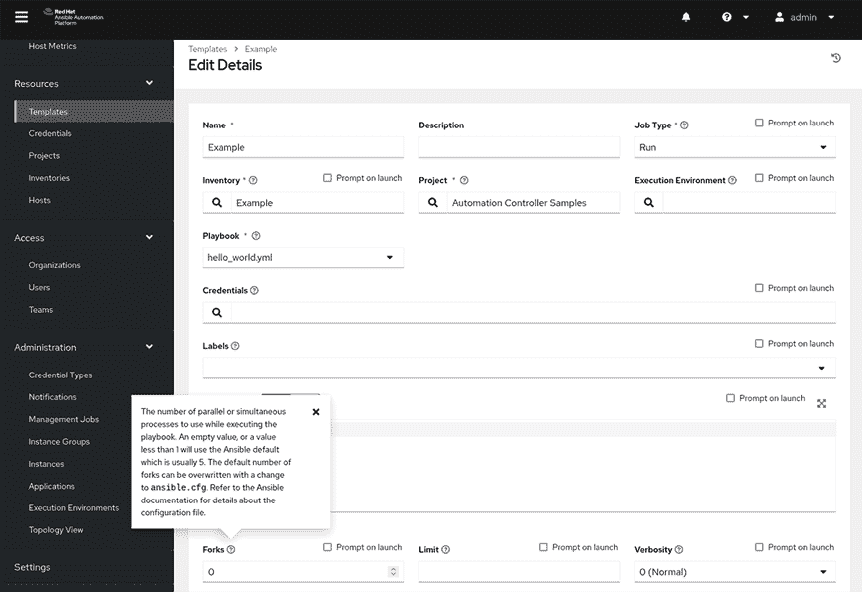 Red Hat
Ansible Automation
Platform
admin
Host Metrics
Resources
Templates
Credentials
Projects
Inventories
Hosts
Access
Organizations
Users
Teams
Administration
Credential Types
Notifications
Management Jobs
Instance Groups
Instances
Applications
Execution Environments
Topology View
Settings
Templates > Example
Edit Details
Name *
Example
Description
Job Type * Prompt on launch
Run
Inventory * Prompt on launch
Example
Project *
Automation Controller Samples
Execution Environment Prompt on launch
Playbook *
hello_world.yml
Credentials Prompt on launch
Labels Prompt on launch
Prompt on launch
The number of parallel or simultaneous
processes to use while executing the
playbook. An empty value, or a value
less than 1 will use the Ansible default
which is usually 5. The default number of
forks can be overwritten with a change
to ansible.cfg. Refer to the Ansible
documentation for details about the
configuration file.
Forks Prompt on launch
0
Limit Prompt on launch
Verbosity Prompt on launch
0 (Normal)